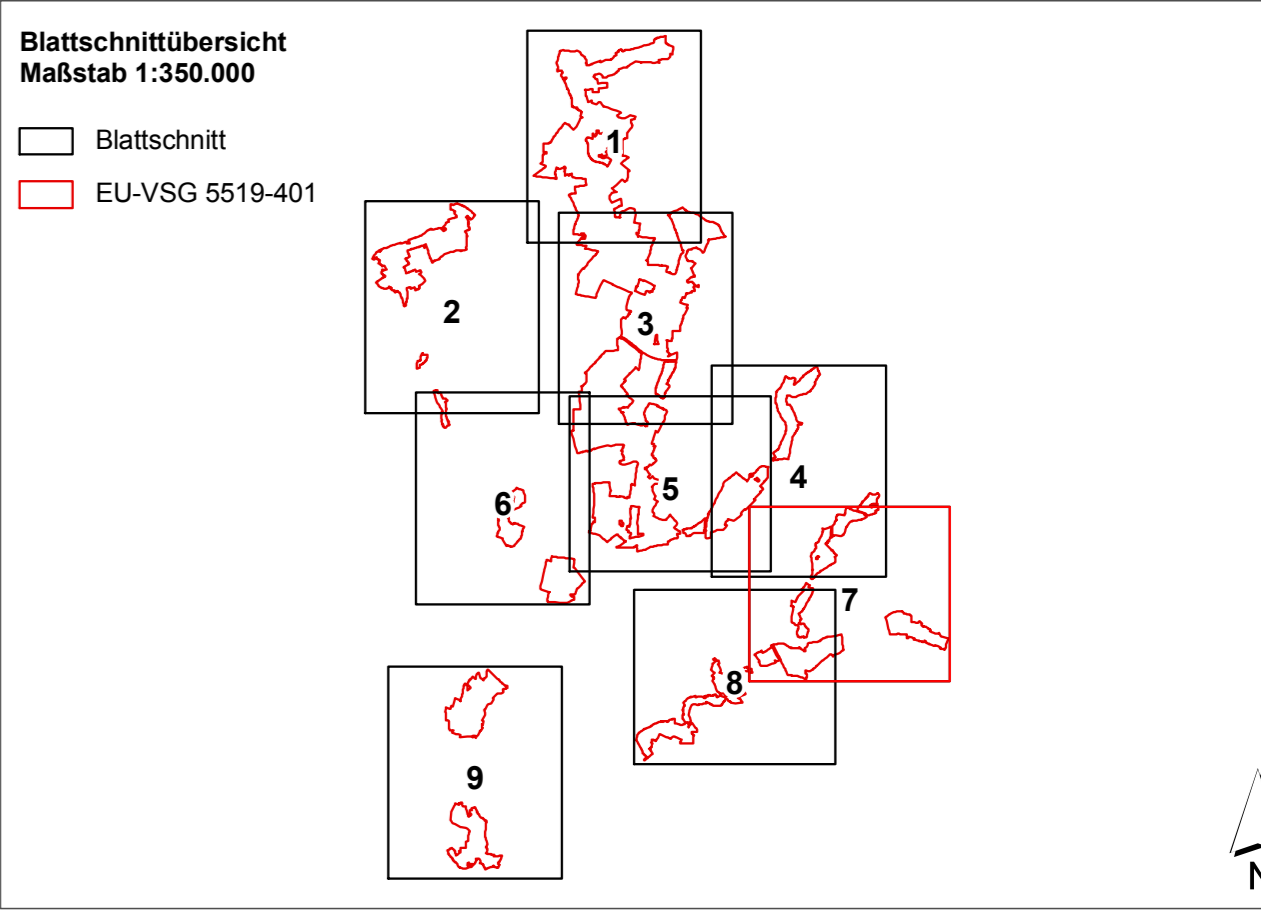 Blattschnittübersicht
Maßstab 1:350.000
Blattschnitt
EU-VSG 5519-401
1
2
3
4
5
6
7
8
9
N